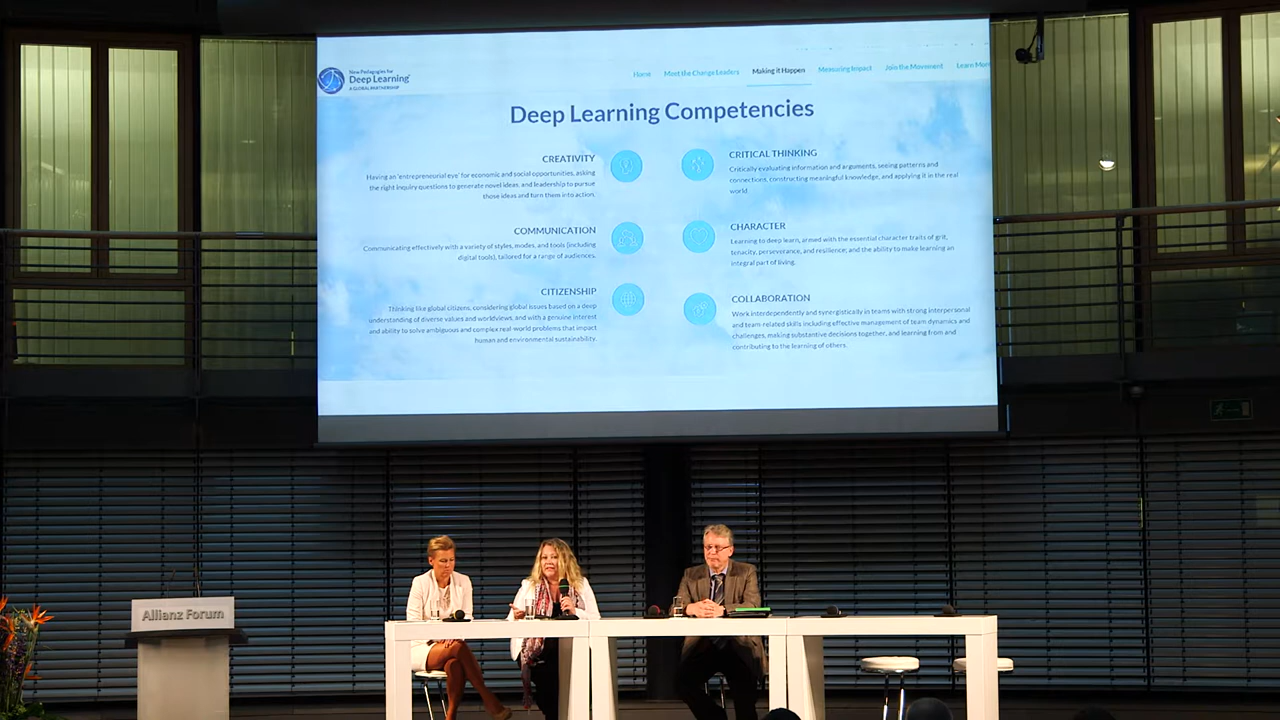 New Pedagogies for
Deep Learning
A GLOBAL PARTNERSHIP
Home Meet the Change Leaders Making it Happen Measuring Impact Join the Movement Learn Mor
Deep Learning Competencies
CREATIVITY
Having an 'entrepreneurial eye' for economic and social opportunities, asking
the right inquiry questions to generate novel ideas, and leadership to pursue
those ideas and turn them into action.
CRITICAL THINKING
Critically evaluating information and arguments, seeing patterns and
connections, constructing meaningful knowledge, and applying it in the real
world.
COMMUNICATION
Communicating effectively with a variety of styles, modes, and tools (including
digital tools), tailored for a range of audiences.
CHARACTER
Learning to deep learn, armed with the essential character traits of grit,
tenacity, perseverance, and resilience; and the ability to make learning an
integral part of living.
CITIZENSHIP
Thinking like global citizens, considering global issues based on a deep
understanding of diverse values and worldviews, and with a genuine interest
and ability to solve ambiguous and complex real-world problems that impact
human and environmental sustainability.
COLLABORATION
Work interdependently and synergistically in teams with strong interpersonal
and team-related skills including effective management of team dynamics and
challenges, making substantive decisions together, and learning from and
contributing to the learning of others.
Allianz Forum